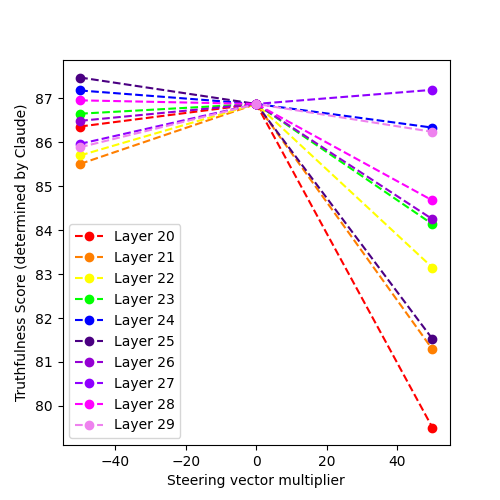 Truthfulness Score (determined by Claude)
87
86
85
84
83
82
81
80
Layer 20
Layer 21
Layer 22
Layer 23
Layer 24
Layer 25
Layer 26
Layer 27
Layer 28
Layer 29
−40 −20 0 20 40
Steering vector multiplier